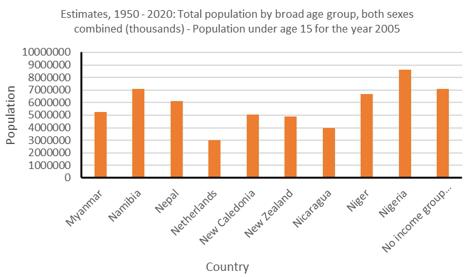 Estimates, 1950 - 2020: Total population by broad age group, both sexes
combined (thousands) - Population under age 15 for the year 2005
Population
10000000
9000000
8000000
7000000
6000000
5000000
4000000
3000000
2000000
1000000
0
Myanmar
Namibia
Nepal
Netherlands
New Caledonia
New Zealand
Nicaragua
Niger
Nigeria
No income group...
Country